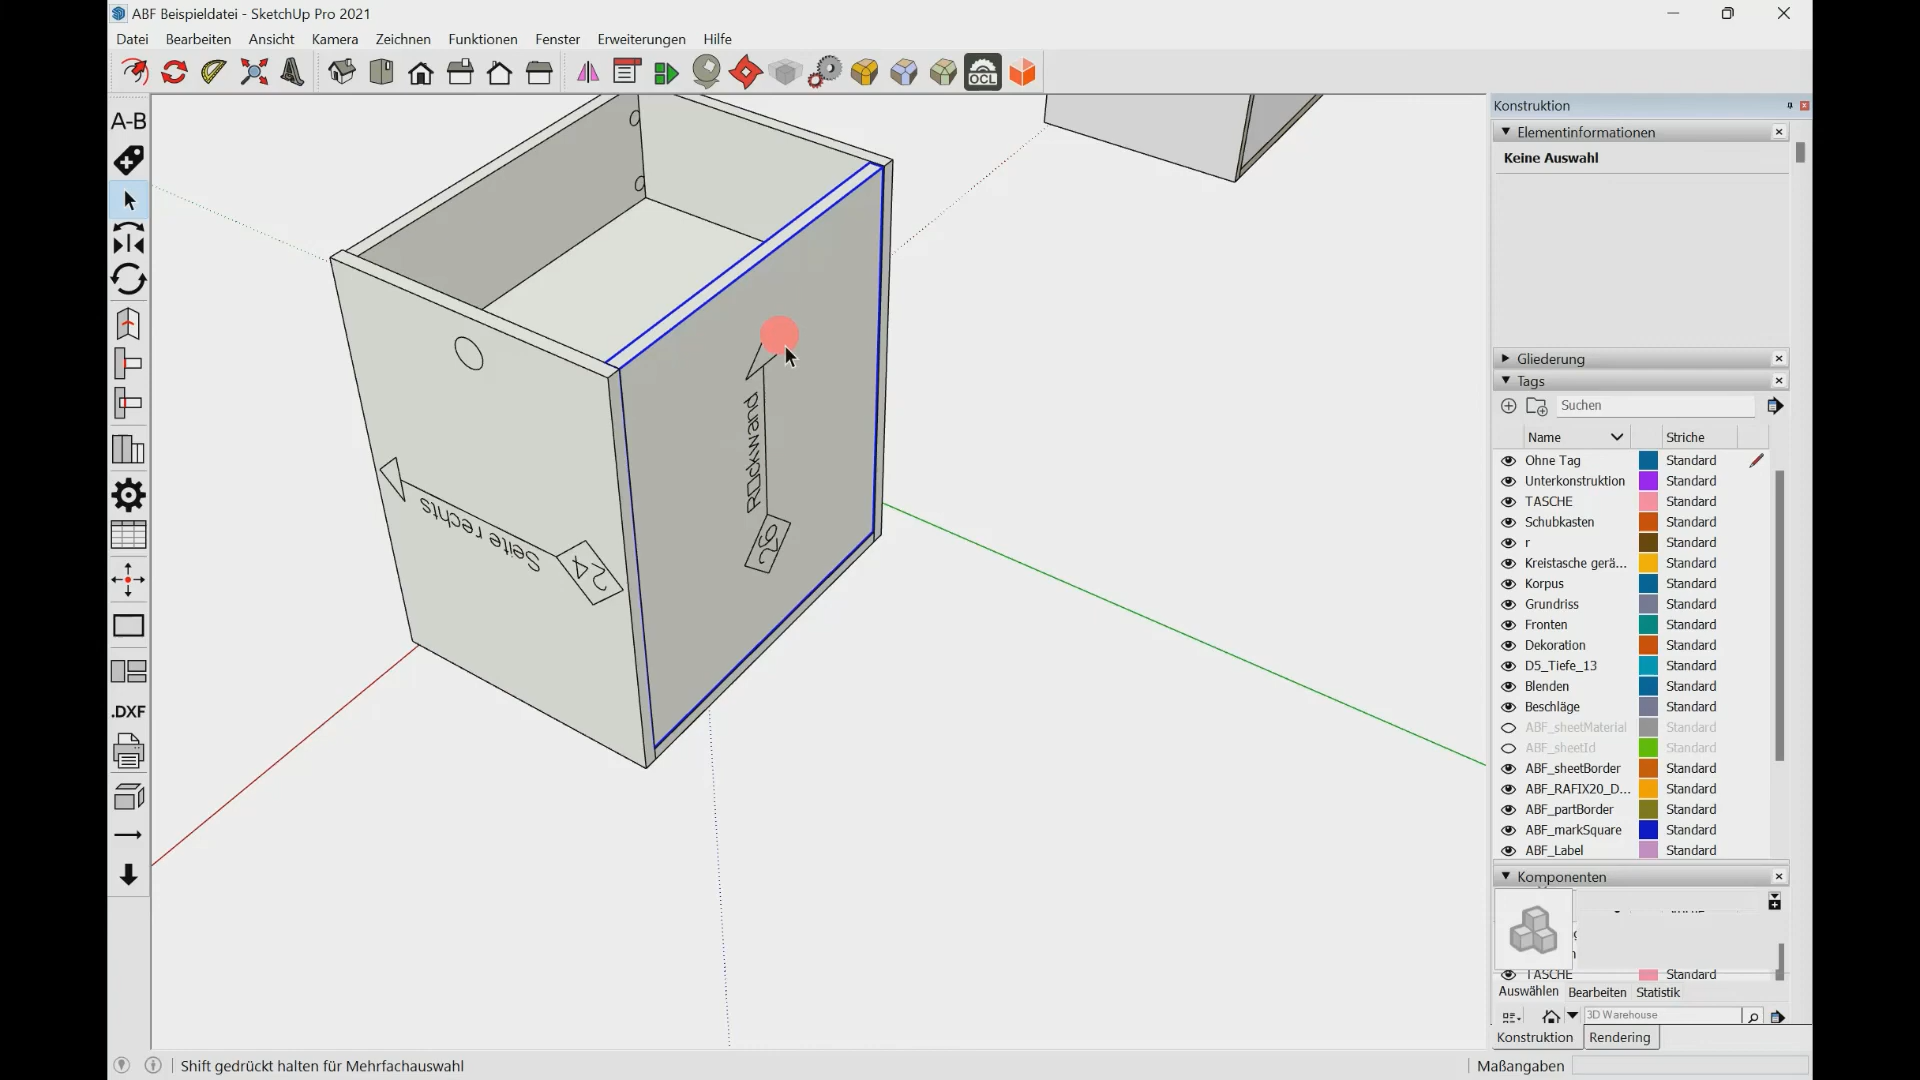 ABF Beispieldatei - SketchUp Pro 2021
Datei Bearbeiten Ansicht Kamera Zeichnen Funktionen Fenster Erweiterungen Hilfe
OCL
A-B
.DXF
Seite rechts
24
Rückwand
Konstruktion
Elementinformationen
Keine Auswahl
Gliederung
Tags
Suchen
Name Striche
Ohne Tag Standard
Unterkonstruktion Standard
TASCHE Standard
Schubkasten Standard
r Standard
Kreistasche gerä... Standard
Korpus Standard
Grundriss Standard
Fronten Standard
Dekoration Standard
D5_Tiefe_13 Standard
Blenden Standard
Beschläge Standard
ABF_sheetMaterial Standard
ABF_sheetId Standard
ABF_sheetBorder Standard
ABF_RAFIX20_D... Standard
ABF_partBorder Standard
ABF_markSquare Standard
ABF_Label Standard
Komponenten
TASCHE Standard
Auswählen Bearbeiten Statistik
3D Warehouse
Konstruktion Rendering
Shift gedrückt halten für Mehrfachauswahl
Maßangaben